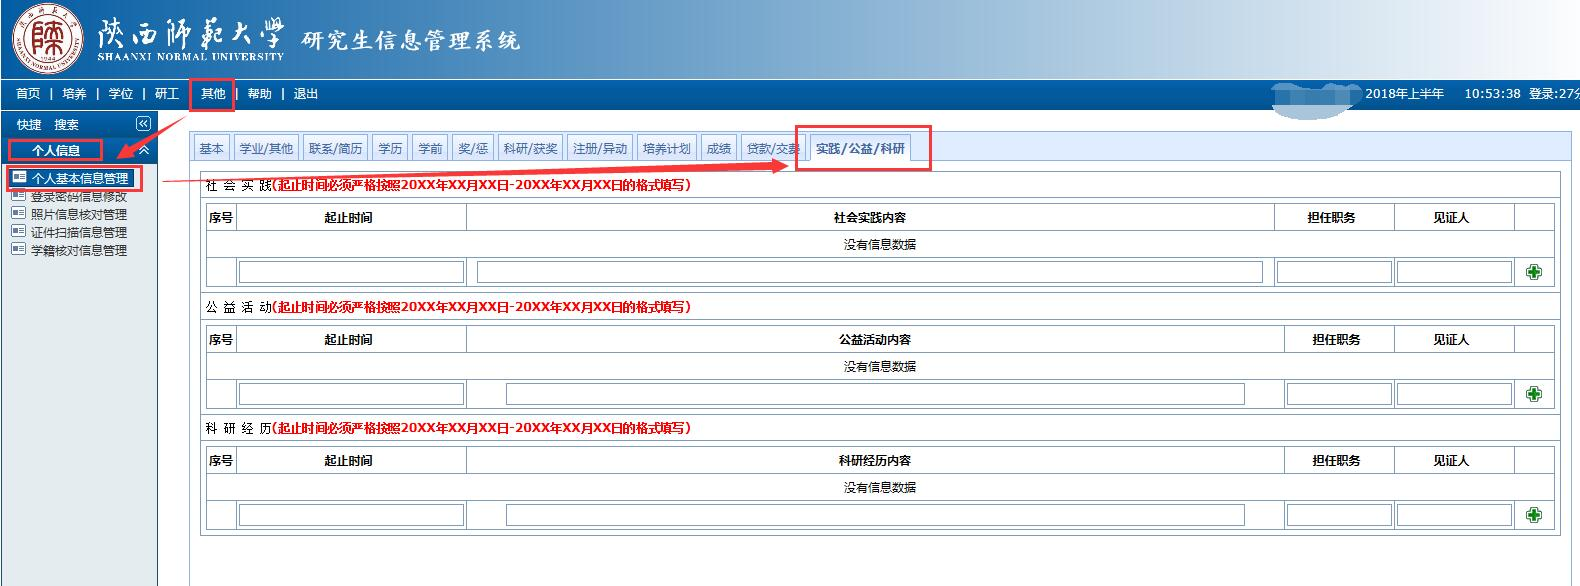 陕西师范大学 研究生信息管理系统
SHAANXI NORMAL UNIVERSITY
首页 | 培养 | 学位 | 研工 | 其他 | 帮助 | 退出 2018年上半年 10:53:38 登录:27分
快捷 搜索
个人信息
个人基本信息管理
登录密码信息修改
照片信息核对管理
证件扫描信息管理
学籍核对信息管理
基本 学业/其他 联系/简历 学历 学前 奖/惩 科研/获奖 注册/异动 培养计划 成绩 贷款/交费 实践/公益/科研
社 会 实 践(起止时间必须严格按照20XX年XX月XX日-20XX年XX月XX日的格式填写)
序号 起止时间 社会实践内容 担任职务 见证人
没有信息数据
公 益 活 动(起止时间必须严格按照20XX年XX月XX日-20XX年XX月XX日的格式填写)
序号 起止时间 公益活动内容 担任职务 见证人
没有信息数据
科 研 经 历(起止时间必须严格按照20XX年XX月XX日-20XX年XX月XX日的格式填写)
序号 起止时间 科研经历内容 担任职务 见证人
没有信息数据